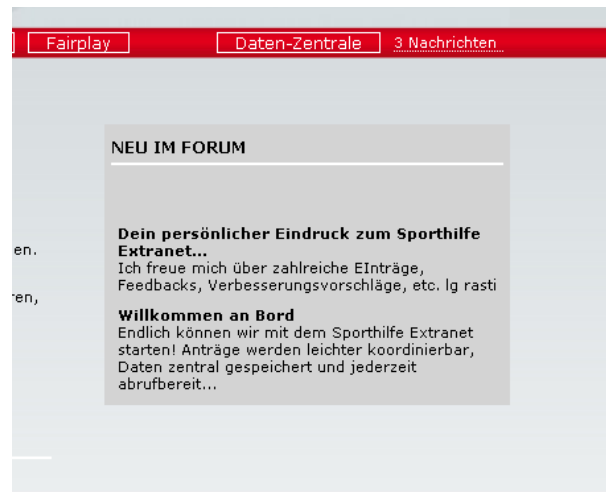 Fairplay Daten-Zentrale 3 Nachrichten
NEU IM FORUM
Dein persönlicher Eindruck zum Sporthilfe
Extranet...
en.
Ich freue mich über zahlreiche EInträge,
Feedbacks, Verbesserungsvorschläge, etc. lg rasti
ren,
Willkommen an Bord
Endlich können wir mit dem Sporthilfe Extranet
starten! Anträge werden leichter koordinierbar,
Daten zentral gespeichert und jederzeit
abrufbereit...